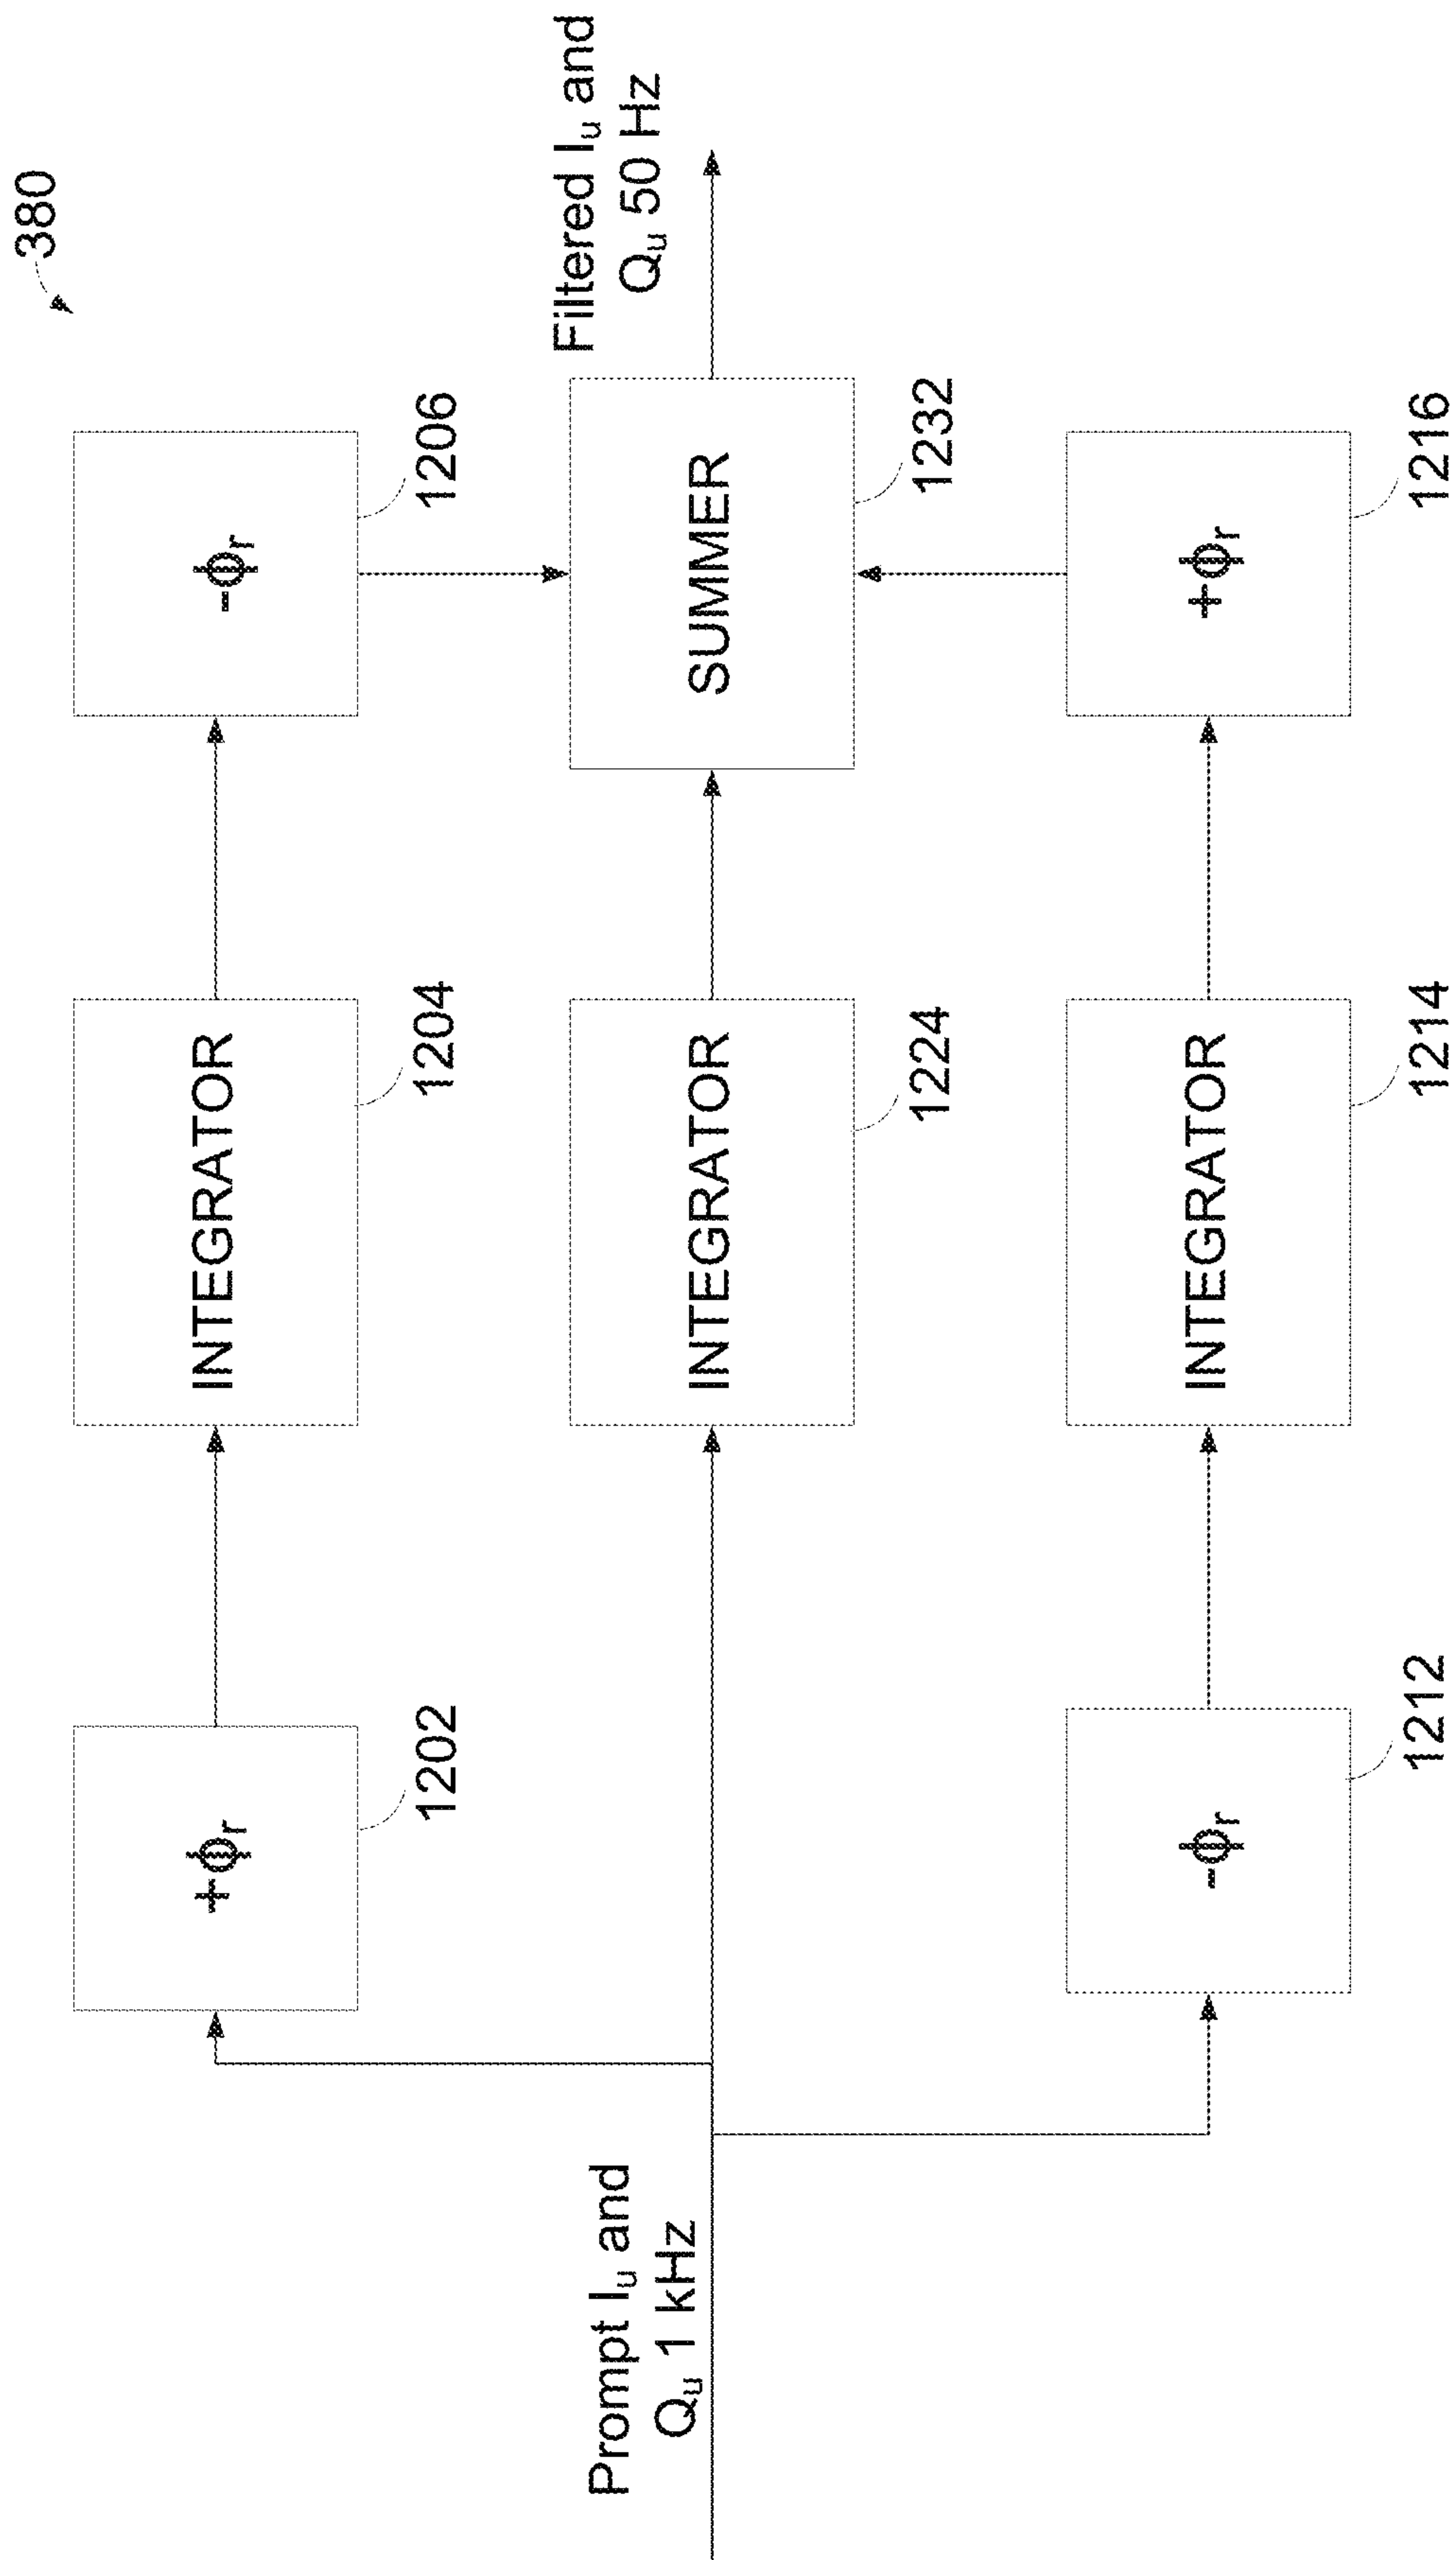 380
+ϕr
1202
INTEGRATOR
1204
-ϕr
1206
Prompt Iu and
Qu 1 kHz
INTEGRATOR
1224
SUMMER
1232
Filtered Iu and
Qu 50 Hz
-ϕr
1212
INTEGRATOR
1214
+ϕr
1216